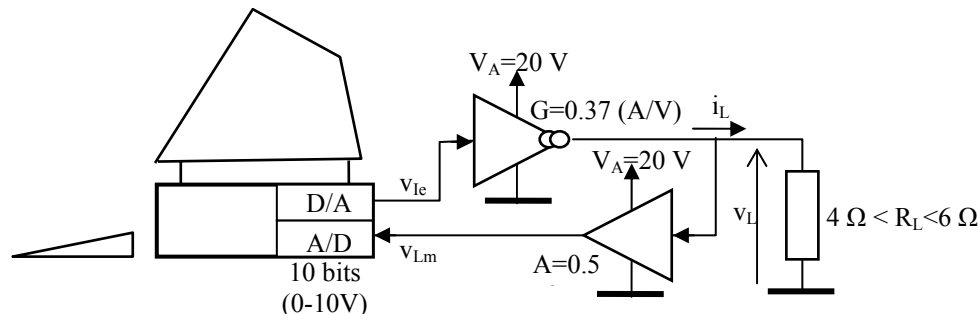 V_A=20 V
G=0.37 (A/V)
i_L
V_A=20 V
v_Ie
D/A
v_L
4 Ω < R_L<6 Ω
A/D
v_Lm
A=0.5
10 bits
(0-10V)